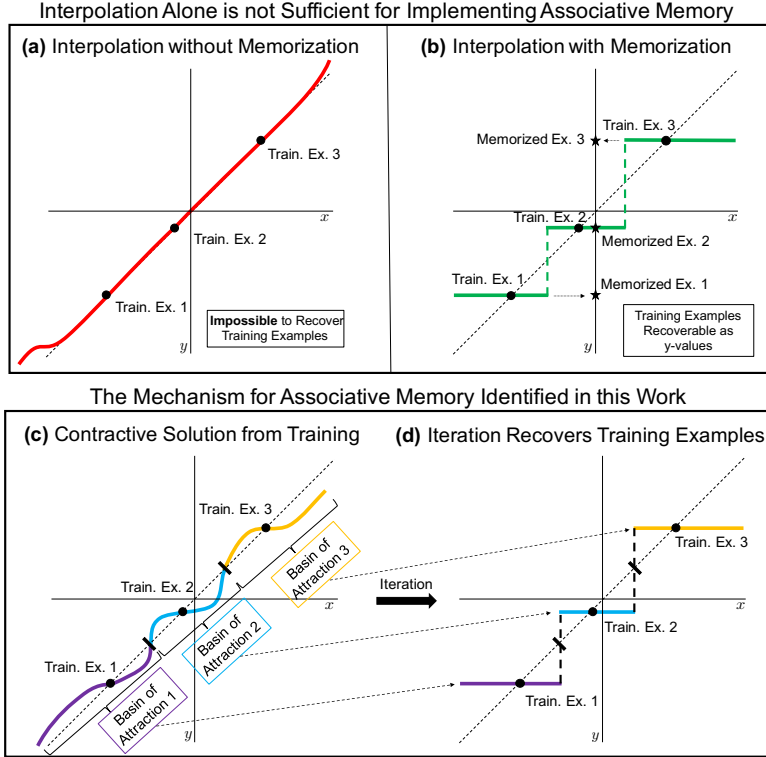 Interpolation Alone is not Sufficient for Implementing Associative Memory
(a) Interpolation without Memorization
Train. Ex. 3
x
Train. Ex. 2
Train. Ex. 1
Impossible to Recover
Training Examples
y
(b) Interpolation with Memorization
Train. Ex. 3
Memorized Ex. 3
Train. Ex. 2
x
Memorized Ex. 2
Train. Ex. 1
Memorized Ex. 1
Training Examples
Recoverable as
y-values
y
The Mechanism for Associative Memory Identified in this Work
(c) Contractive Solution from Training
Train. Ex. 3
Train. Ex. 2
Basin of
Attraction 3
x
Basin of
Attraction 2
Train. Ex. 1
Basin of
Attraction 1
y
Iteration
(d) Iteration Recovers Training Examples
Train. Ex. 3
x
Train. Ex. 2
Train. Ex. 1
y